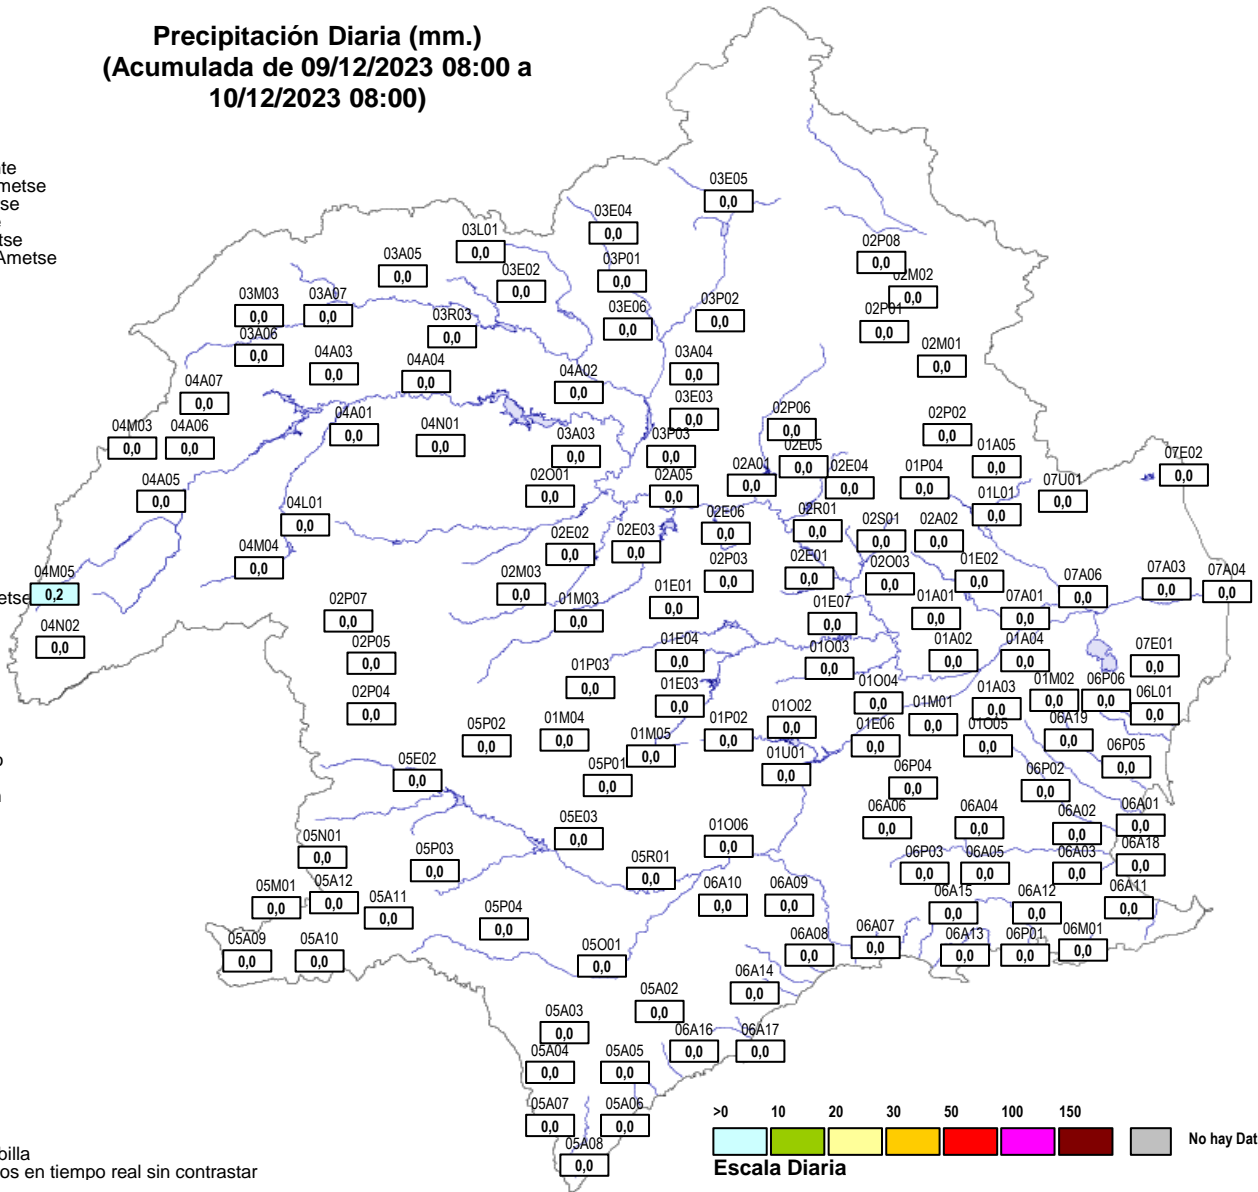 Precipitación Diaria (mm.)
(Acumulada de 09/12/2023 08:00 a
10/12/2023 08:00)
te
metse
se
tse
Ametse
03E05
0,0
03E04
0,0
03L01
0,0
03A05
0,0
03E02
0,0
03P01
0,0
02P08
0,0
02M02
0,0
03M03
0,0
03A07
0,0
03R03
0,0
03E06
0,0
03P02
0,0
02P01
0,0
03A06
0,0
04A03
0,0
04A04
0,0
04A02
0,0
03A04
0,0
02M01
0,0
04A07
0,0
03E03
0,0
04M03
0,0
04A06
0,0
04A01
0,0
04N01
0,0
03A03
0,0
03P03
0,0
02P06
0,0
02P02
0,0
02E05
0,0
01A05
0,0
07E02
0,0
04A05
0,0
02O01
0,0
02A05
0,0
02A01
0,0
02E04
0,0
01P04
0,0
07U01
0,0
01L01
0,0
04L01
0,0
02E06
0,0
02R01
0,0
02S01
0,0
02A02
0,0
04M04
0,0
02E02
0,0
02E03
0,0
04M05
0,2
etse
02M03
0,0
02P03
0,0
02E01
0,0
02O03
0,0
01E02
0,0
07A06
0,0
07A03
0,0
07A04
0,0
02P07
0,0
01M03
0,0
01E01
0,0
01E07
0,0
01A01
0,0
07A01
0,0
04N02
0,0
02P05
0,0
01E04
0,0
01O03
0,0
01A02
0,0
01A04
0,0
07E01
0,0
02P04
0,0
01P03
0,0
01E03
0,0
01O04
0,0
01A03
0,0
01M02
0,0
06P06
0,0
06L01
0,0
05P02
0,0
01M04
0,0
01M05
0,0
01P02
0,0
01O02
0,0
01E06
0,0
01M01
0,0
01O05
0,0
06A19
0,0
06P05
0,0
05E02
0,0
05P01
0,0
01U01
0,0
06P04
0,0
06P02
0,0
05E03
0,0
01O06
0,0
06A06
0,0
06A04
0,0
06A02
0,0
06A01
0,0
05N01
0,0
05P03
0,0
05R01
0,0
06P03
0,0
06A05
0,0
06A03
0,0
06A18
0,0
05M01
0,0
05A12
0,0
05A11
0,0
05P04
0,0
06A10
0,0
06A09
0,0
06A15
0,0
06A12
0,0
06A11
0,0
05A09
0,0
05A10
0,0
05O01
0,0
06A08
0,0
06A07
0,0
06A13
0,0
06P01
0,0
06M01
0,0
05A02
0,0
06A14
0,0
05A03
0,0
06A16
0,0
06A17
0,0
05A04
0,0
05A05
0,0
05A07
0,0
05A06
0,0
05A08
0,0
>0 10 20 30 50 100 150
No hay Dat
Escala Diaria
billa
os en tiempo real sin contrastar